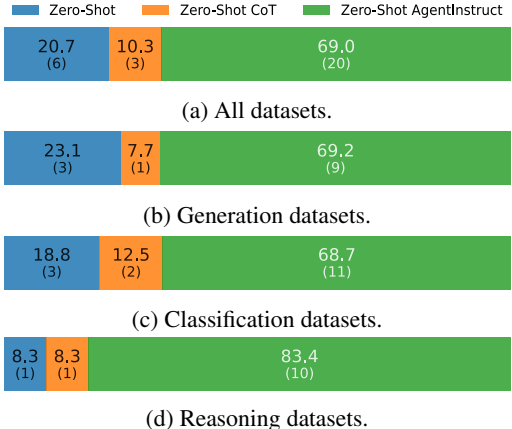 Zero-Shot Zero-Shot CoT Zero-Shot AgentInstruct
20.7 10.3 69.0
(6) (3) (20)
(a) All datasets.
23.1 7.7 69.2
(3) (1) (9)
(b) Generation datasets.
18.8 12.5 68.7
(3) (2) (11)
(c) Classification datasets.
8.3 8.3 83.4
(1) (1) (10)
(d) Reasoning datasets.